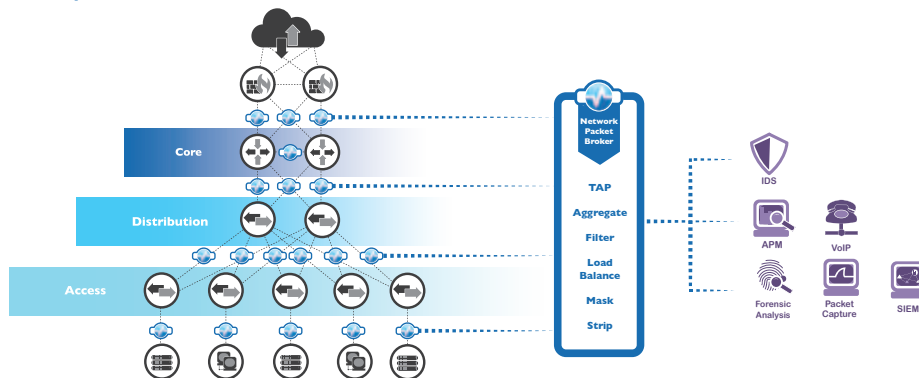 Core
Distribution
Access
Network
Packet
Broker
TAP
Aggregate
Filter
Load
Balance
Mask
Strip
IDS
APM
VoIP
Forensic
Analysis
Packet
Capture
SIEM